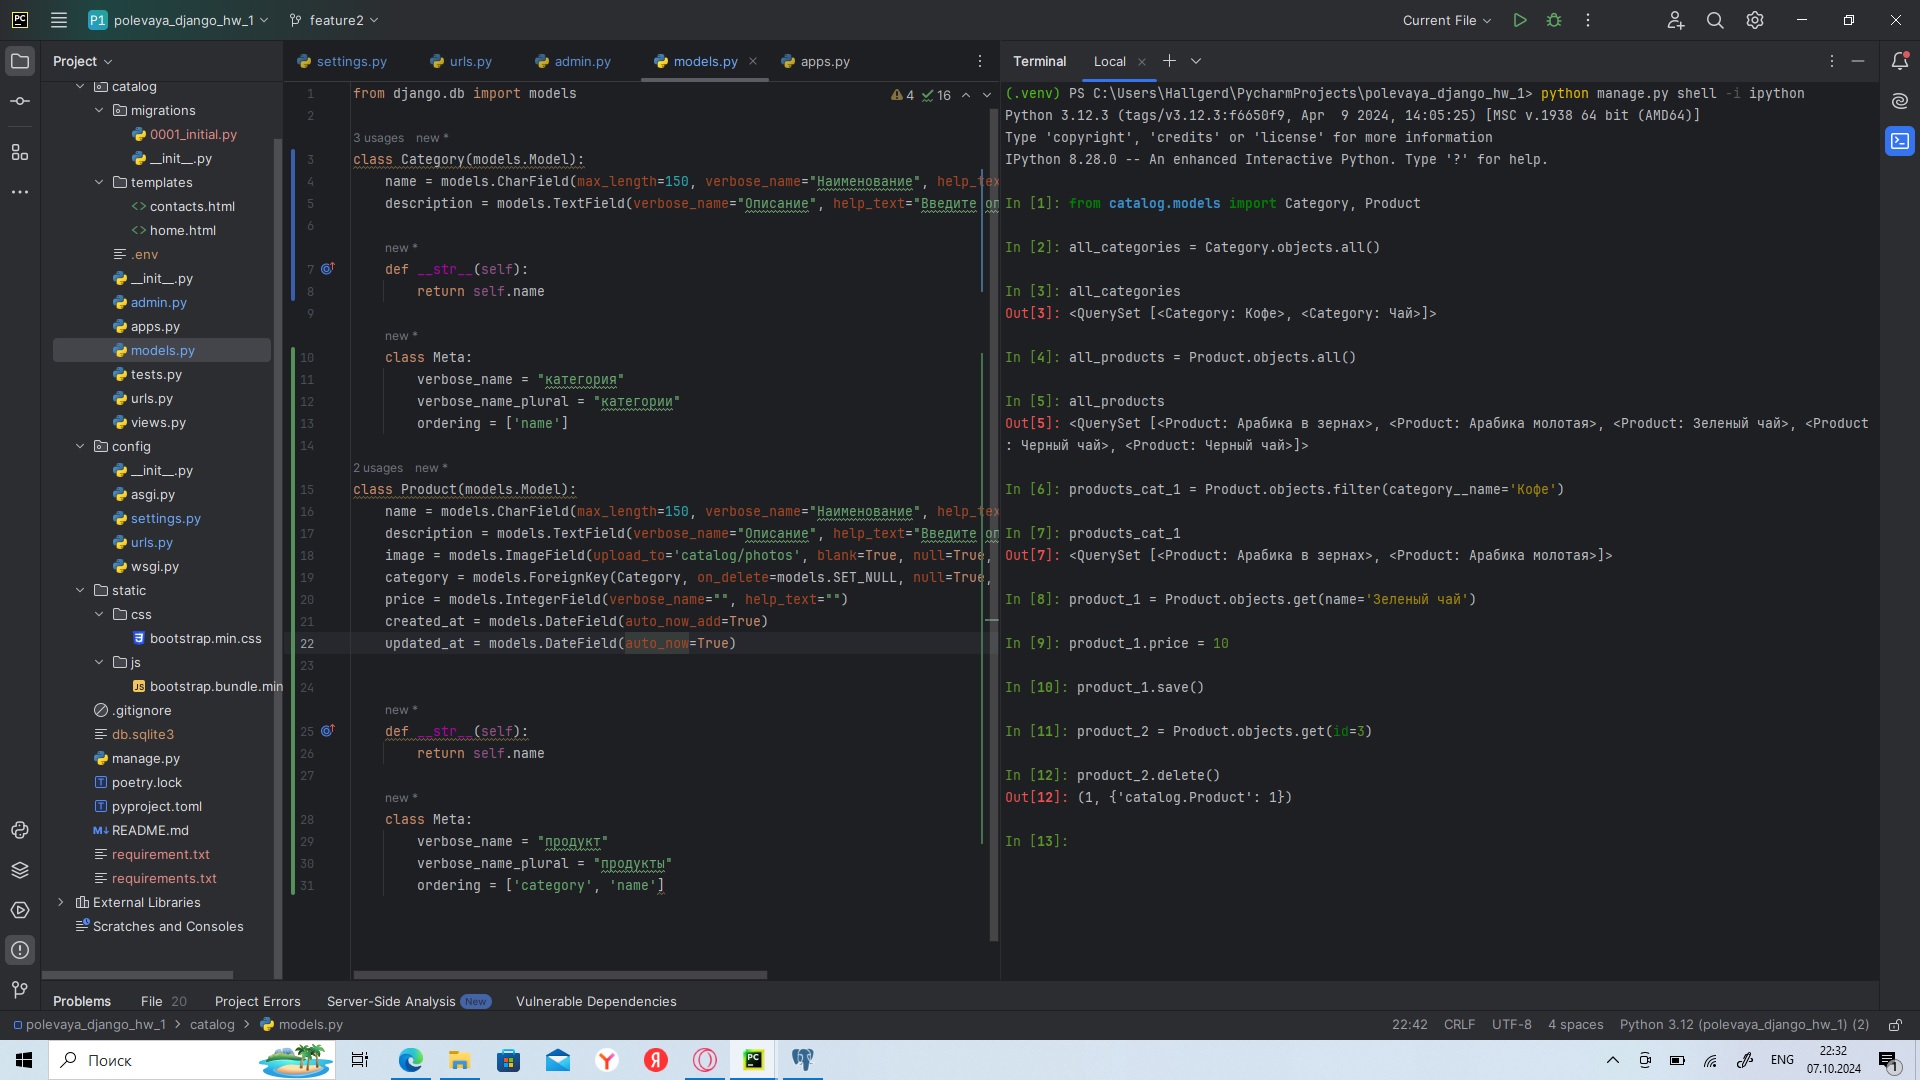 PC
P1 polevaya_django_hw_1
feature2
Current File
Project
catalog
migrations
0001_initial.py
__init__.py
templates
<> contacts.html
<> home.html
.env
__init__.py
admin.py
apps.py
models.py
tests.py
urls.py
views.py
config
__init__.py
asgi.py
settings.py
urls.py
wsgi.py
static
css
bootstrap.min.css
js
JS bootstrap.bundle.min
.gitignore
db.sqlite3
manage.py
poetry.lock
pyproject.toml
M↓ README.md
requirement.txt
requirements.txt
External Libraries
Scratches and Consoles
settings.py
urls.py
admin.py
models.py
apps.py
4 16
1 from django.db import models
2
3 usages new *
3 class Category(models.Model):
4 name = models.CharField(max_length=150, verbose_name="Наименование", help_tex
5 description = models.TextField(verbose_name="Описание", help_text="Введите оп
6
new *
7 def __str__(self):
8 return self.name
9
new *
10 class Meta:
11 verbose_name = "категория"
12 verbose_name_plural = "категории"
13 ordering = ['name']
14
2 usages new *
15 class Product(models.Model):
16 name = models.CharField(max_length=150, verbose_name="Наименование", help_tex
17 description = models.TextField(verbose_name="Описание", help_text="Введите оп
18 image = models.ImageField(upload_to='catalog/photos', blank=True, null=True,
19 category = models.ForeignKey(Category, on_delete=models.SET_NULL, null=True,
20 price = models.IntegerField(verbose_name="", help_text="")
21 created_at = models.DateField(auto_now_add=True)
22 updated_at = models.DateField(auto_now=True)
23
24
new *
25 def __str__(self):
26 return self.name
27
new *
28 class Meta:
29 verbose_name = "продукт"
30 verbose_name_plural = "продукты"
31 ordering = ['category', 'name']
Terminal Local
(.venv) PS C:\Users\Hallgerd\PycharmProjects\polevaya_django_hw_1> python manage.py shell -i ipython
Python 3.12.3 (tags/v3.12.3:f6650f9, Apr  9 2024, 14:05:25) [MSC v.1938 64 bit (AMD64)]
Type 'copyright', 'credits' or 'license' for more information
IPython 8.28.0 -- An enhanced Interactive Python. Type '?' for help.
In [1]: from catalog.models import Category, Product
In [2]: all_categories = Category.objects.all()
In [3]: all_categories
Out[3]: <QuerySet [<Category: Кофе>, <Category: Чай>]>
In [4]: all_products = Product.objects.all()
In [5]: all_products
Out[5]: <QuerySet [<Product: Арабика в зернах>, <Product: Арабика молотая>, <Product: Зеленый чай>, <Product
: Черный чай>, <Product: Черный чай>]>
In [6]: products_cat_1 = Product.objects.filter(category__name='Кофе')
In [7]: products_cat_1
Out[7]: <QuerySet [<Product: Арабика в зернах>, <Product: Арабика молотая>]>
In [8]: product_1 = Product.objects.get(name='Зеленый чай')
In [9]: product_1.price = 10
In [10]: product_1.save()
In [11]: product_2 = Product.objects.get(id=3)
In [12]: product_2.delete()
Out[12]: (1, {'catalog.Product': 1})
In [13]:
Problems File 20 Project Errors Server-Side Analysis New Vulnerable Dependencies
polevaya_django_hw_1 > catalog > models.py
22:42 CRLF UTF-8 4 spaces Python 3.12 (polevaya_django_hw_1) (2)
Поиск
Y
Я
PC
ENG
22:32
07.10.2024
1